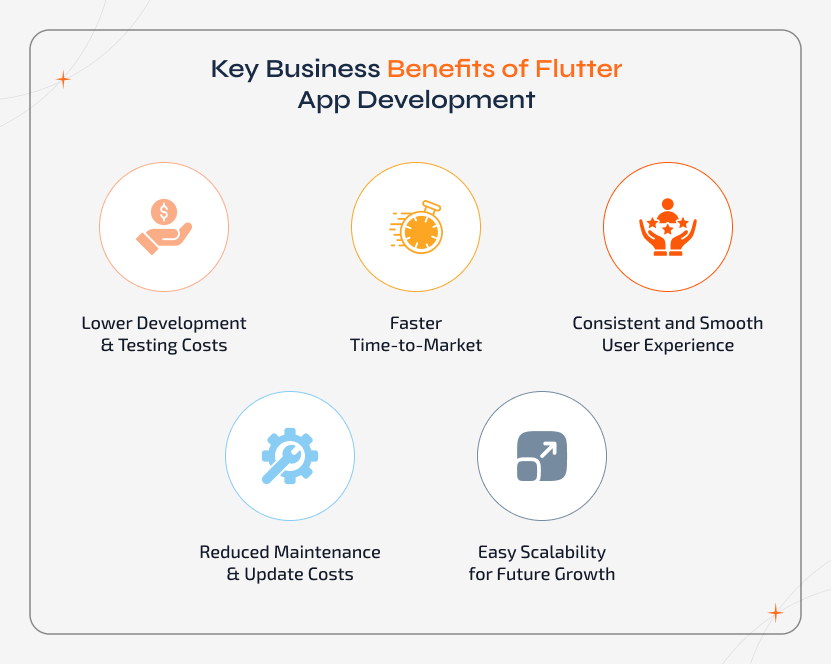 Key Business Benefits of Flutter
App Development
$
Lower Development
& Testing Costs
Faster
Time-to-Market
Consistent and Smooth
User Experience
Reduced Maintenance
& Update Costs
Easy Scalability
for Future Growth